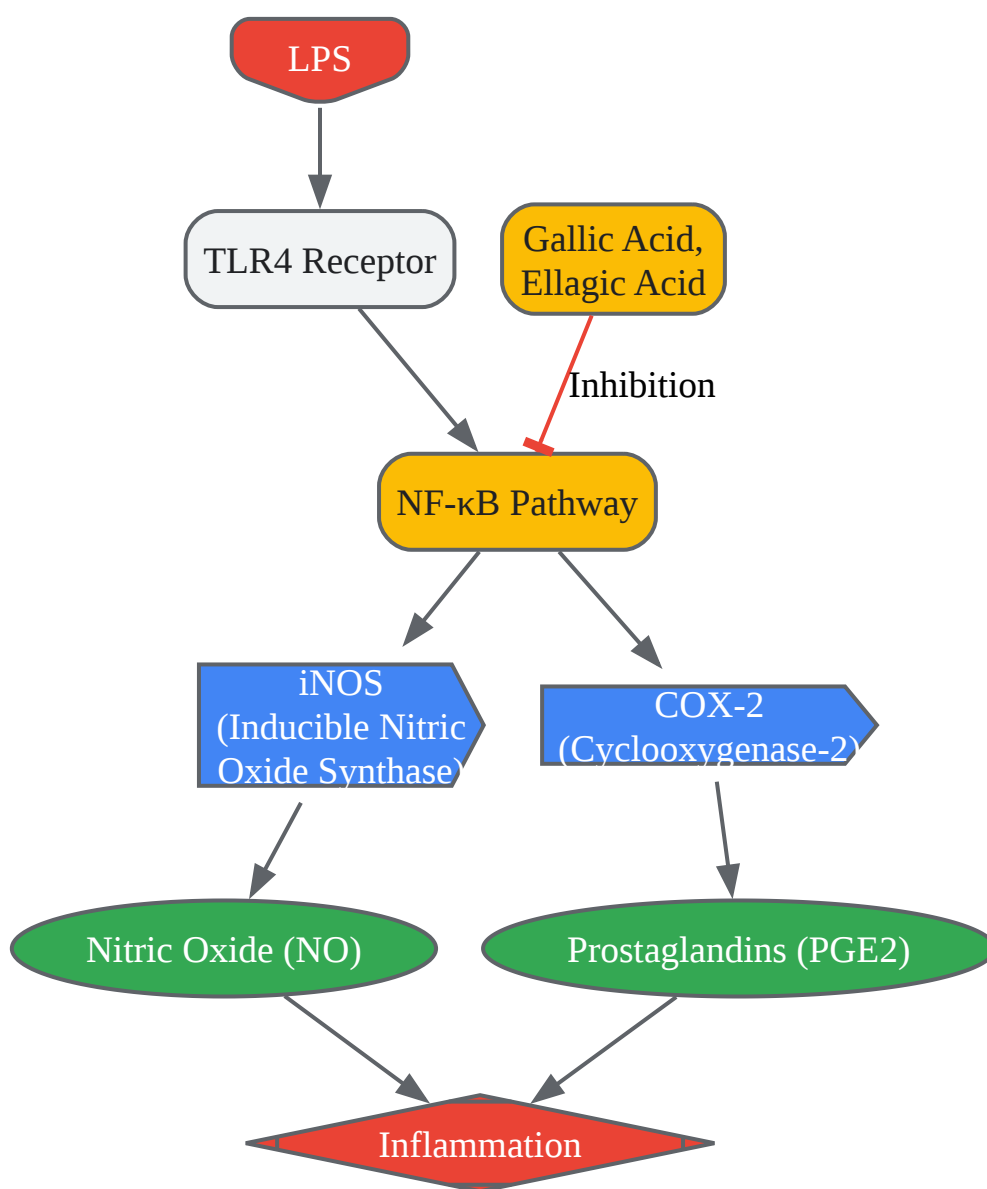 LPS
TLR4 Receptor
Gallic Acid,
Ellagic Acid
Inhibition
NF-κB Pathway
iNOS
(Inducible Nitric
Oxide Synthase)
COX-2
(Cyclooxygenase-2)
Nitric Oxide (NO)
Prostaglandins (PGE2)
Inflammation